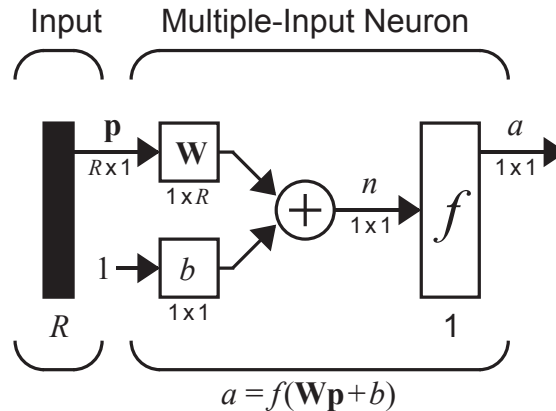 Input Multiple-Input Neuron
p W a
R x 1 1 x R n 1 x 1
1 x 1 f
1 b
1 x 1
R 1
a = f(Wp + b)